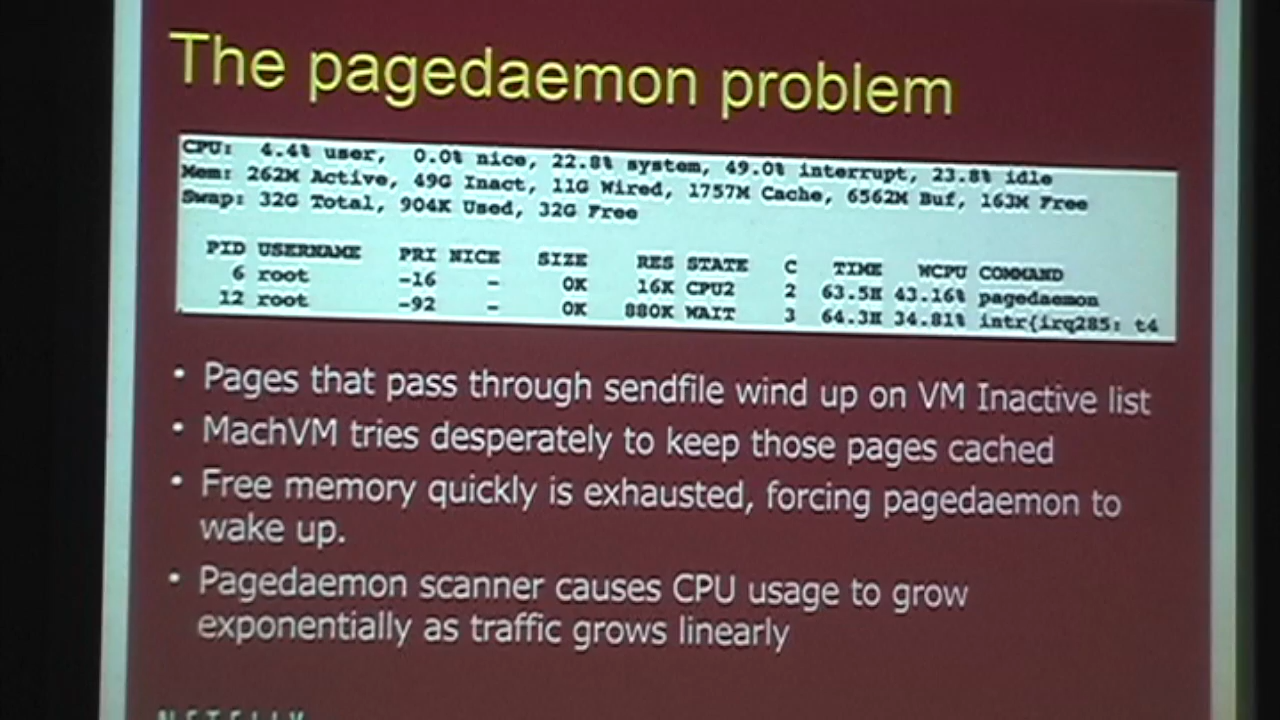 The pagedaemon problem
CPU: 4.4% user, 0.0% nice, 22.8% system, 49.0% interrupt, 23.8% idle
Mem: 262M Active, 49G Inact, 11G Wired, 1757M Cache, 6562M Buf, 163M Free
Swap: 32G Total, 904K Used, 32G Free
PID USERNAME PRI NICE SIZE RES STATE C TIME WCPU COMMAND
6 root -16 - 0K 16K CPU2 2 63.5H 43.16% pagedaemon
12 root -92 - 0K 880K WAIT 3 64.3H 34.81% intr{irq285: t4
• Pages that pass through sendfile wind up on VM Inactive list
• MachVM tries desperately to keep those pages cached
• Free memory quickly is exhausted, forcing pagedaemon to
wake up.
• Pagedaemon scanner causes CPU usage to grow
exponentially as traffic grows linearly
NETFLIX